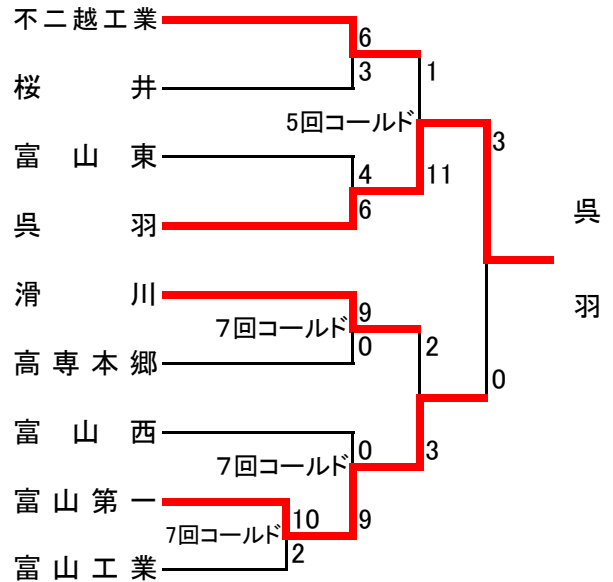 不二越工業
6
3
桜井
1
5回コールド
3
富山東
4
11
6
呉羽
呉羽
滑川
9
7回コールド
0
2
高専本郷
0
富山西
0
3
7回コールド
富山第一
10
9
7回コールド
2
富山工業